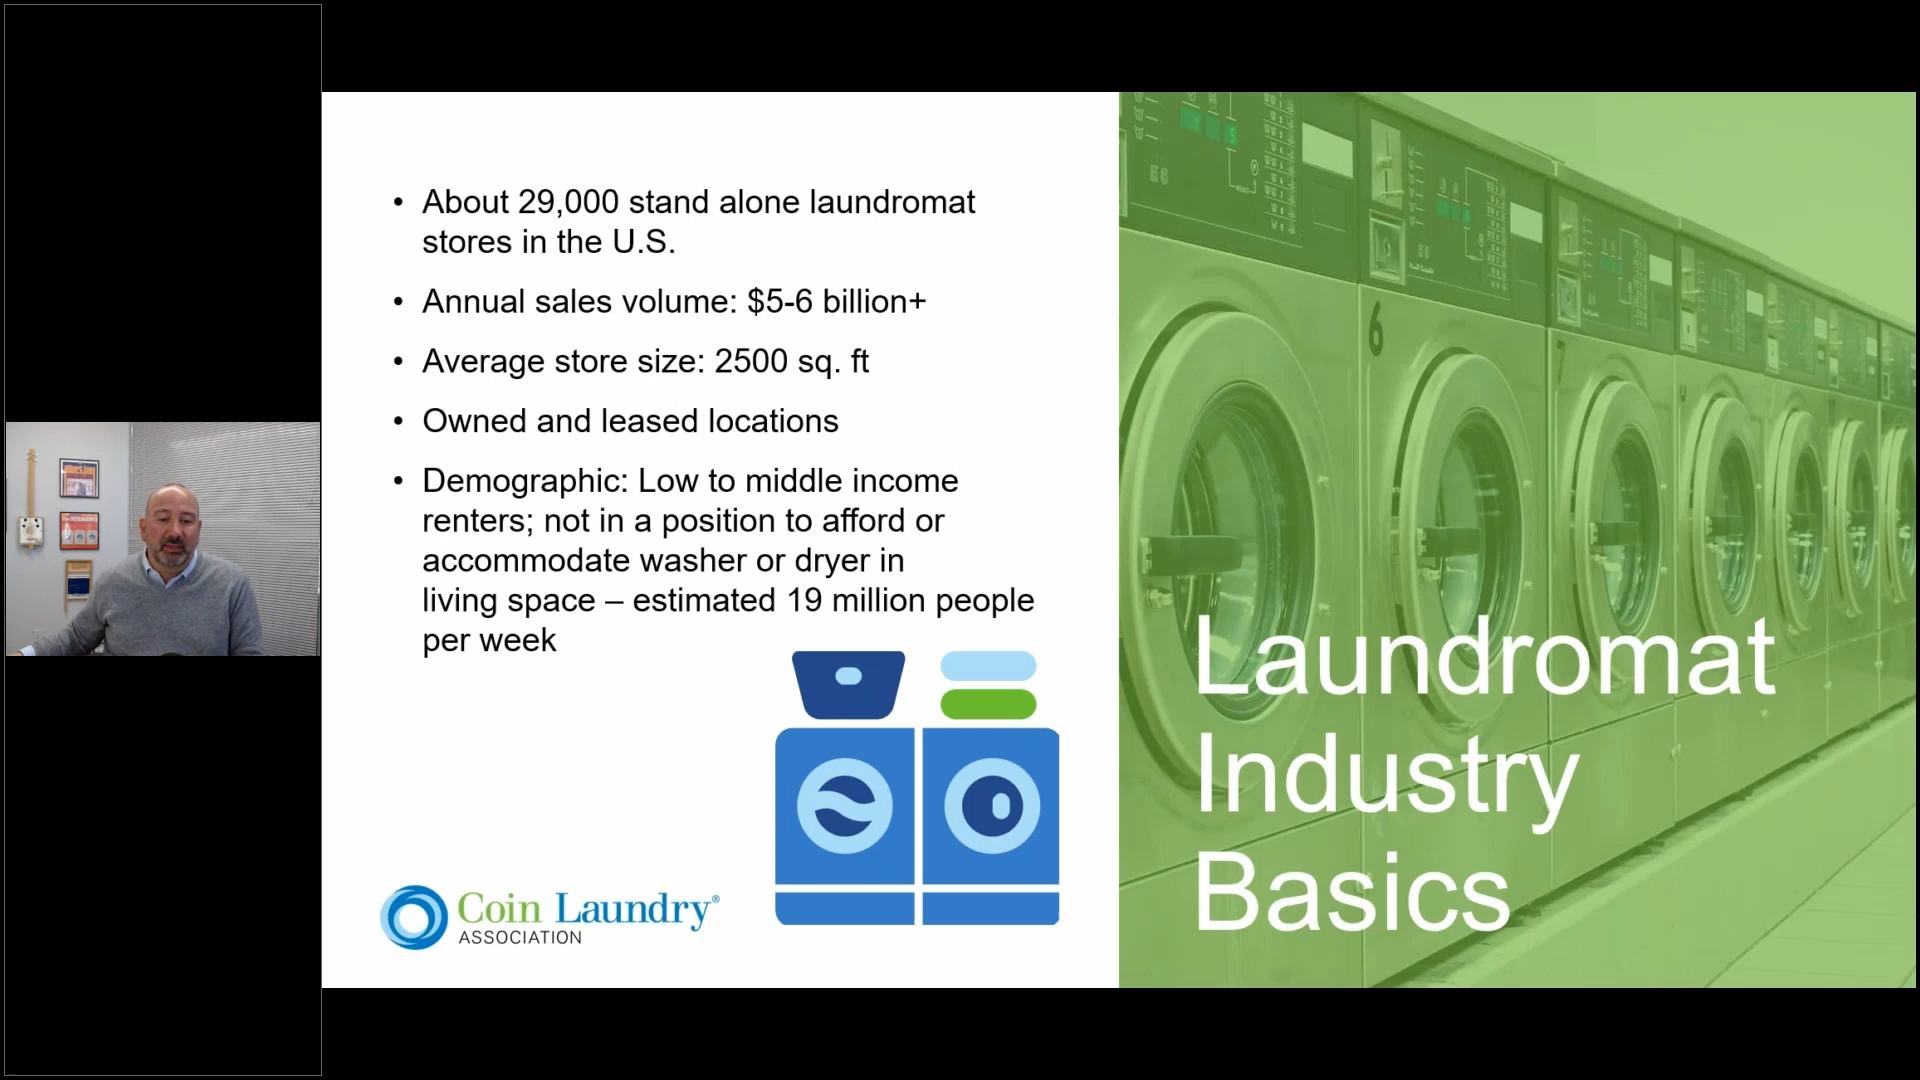 • About 29,000 stand alone laundromat
stores in the U.S.
• Annual sales volume: $5-6 billion+
• Average store size: 2500 sq. ft
• Owned and leased locations
• Demographic: Low to middle income
renters; not in a position to afford or
accommodate washer or dryer in
living space – estimated 19 million people
per week
Coin Laundry®
ASSOCIATION
6
7
Laundromat
Industry
Basics